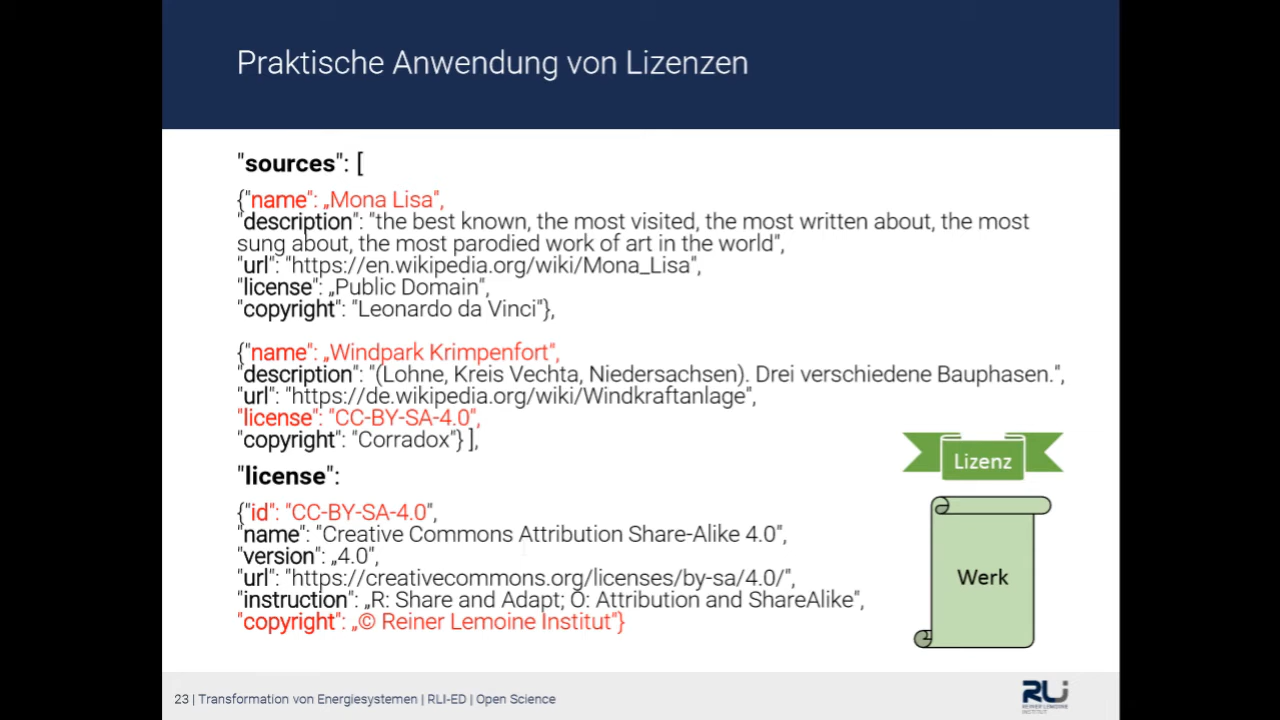 Praktische Anwendung von Lizenzen
"sources": [
{"name": „Mona Lisa",
"description": "the best known, the most visited, the most written about, the most
sung about, the most parodied work of art in the world",
"url": "https://en.wikipedia.org/wiki/Mona_Lisa",
"license": „Public Domain",
"copyright": "Leonardo da Vinci"},
{"name": „Windpark Krimpenfort",
"description": "(Lohne, Kreis Vechta, Niedersachsen). Drei verschiedene Bauphasen.",
"url": "https://de.wikipedia.org/wiki/Windkraftanlage",
"license": "CC-BY-SA-4.0",
"copyright": "Corradox"} ],
"license":
{"id": "CC-BY-SA-4.0",
"name": "Creative Commons Attribution Share-Alike 4.0",
"version": „4.0",
"url": "https://creativecommons.org/licenses/by-sa/4.0/",
"instruction": „R: Share and Adapt; O: Attribution and ShareAlike",
"copyright": „© Reiner Lemoine Institut"}
Lizenz
Werk
23 | Transformation von Energiesystemen | RLI-ED | Open Science
RLI
REINER LEMOINE
INSTITUT